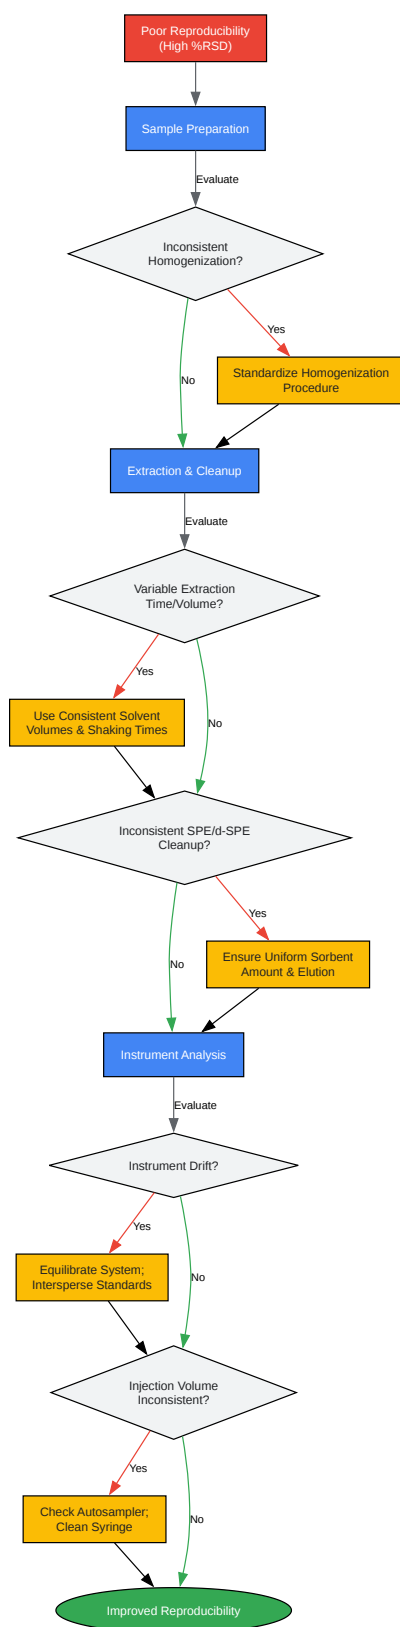 Poor Reproducibility
(High %RSD)
Sample Preparation
Evaluate
Inconsistent
Homogenization?
Yes
Standardize Homogenization
Procedure
No
Extraction & Cleanup
Evaluate
Variable Extraction
Time/Volume?
Yes
Use Consistent Solvent
Volumes & Shaking Times
No
Inconsistent SPE/d-SPE
Cleanup?
Yes
Ensure Uniform Sorbent
Amount & Elution
No
Instrument Analysis
Evaluate
Instrument Drift?
Yes
Equilibrate System;
Intersperse Standards
No
Injection Volume
Inconsistent?
Yes
Check Autosampler;
Clean Syringe
No
Improved Reproducibility